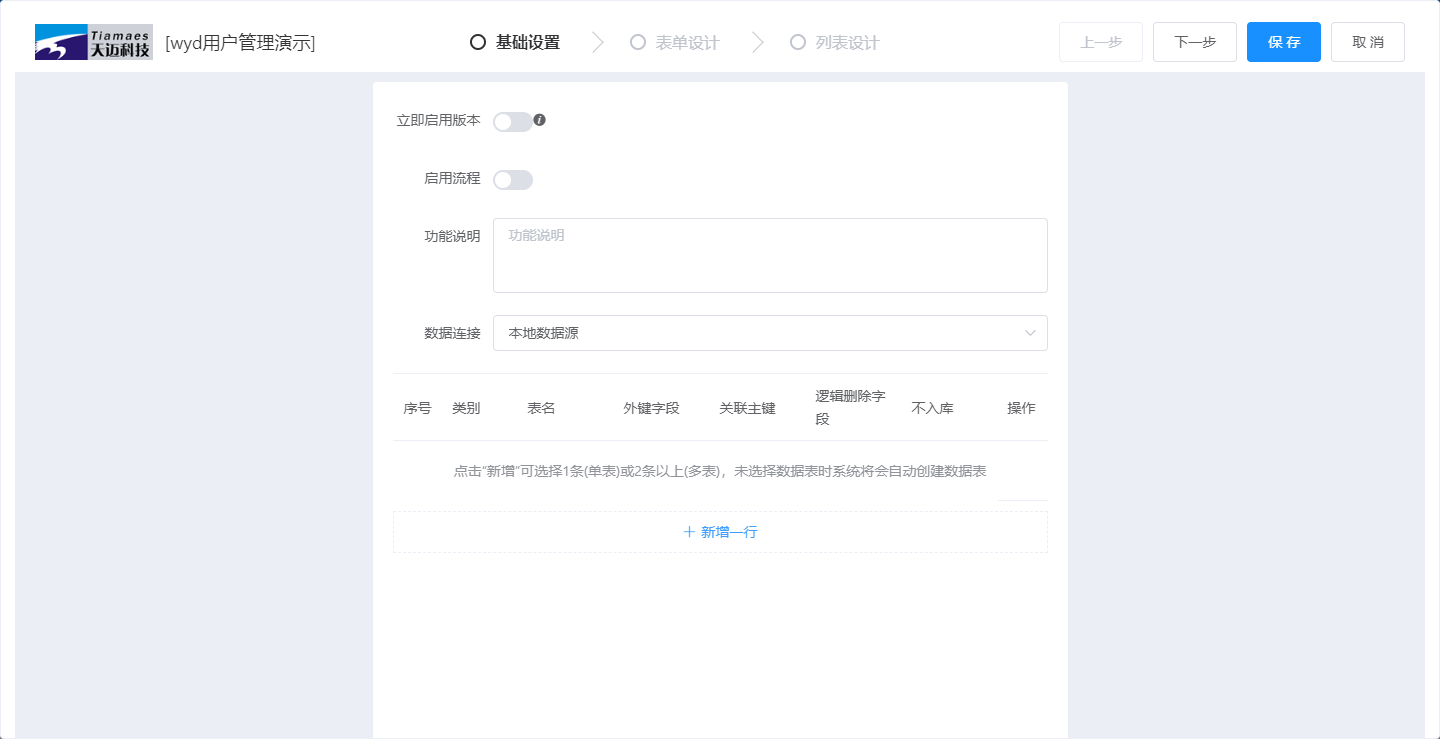 Tiamaes
天迈科技
[wyd用户管理演示]
基础设置
表单设计
列表设计
上一步
下一步
保 存
取 消
立即启用版本
启用流程
功能说明
功能说明
数据连接
本地数据源
序号 类别 表名 外键字段 关联主键 逻辑删除字段 不入库 操作
点击“新增”可选择1条(单表)或2条以上(多表)，未选择数据表时系统将会自动创建数据表
新增一行